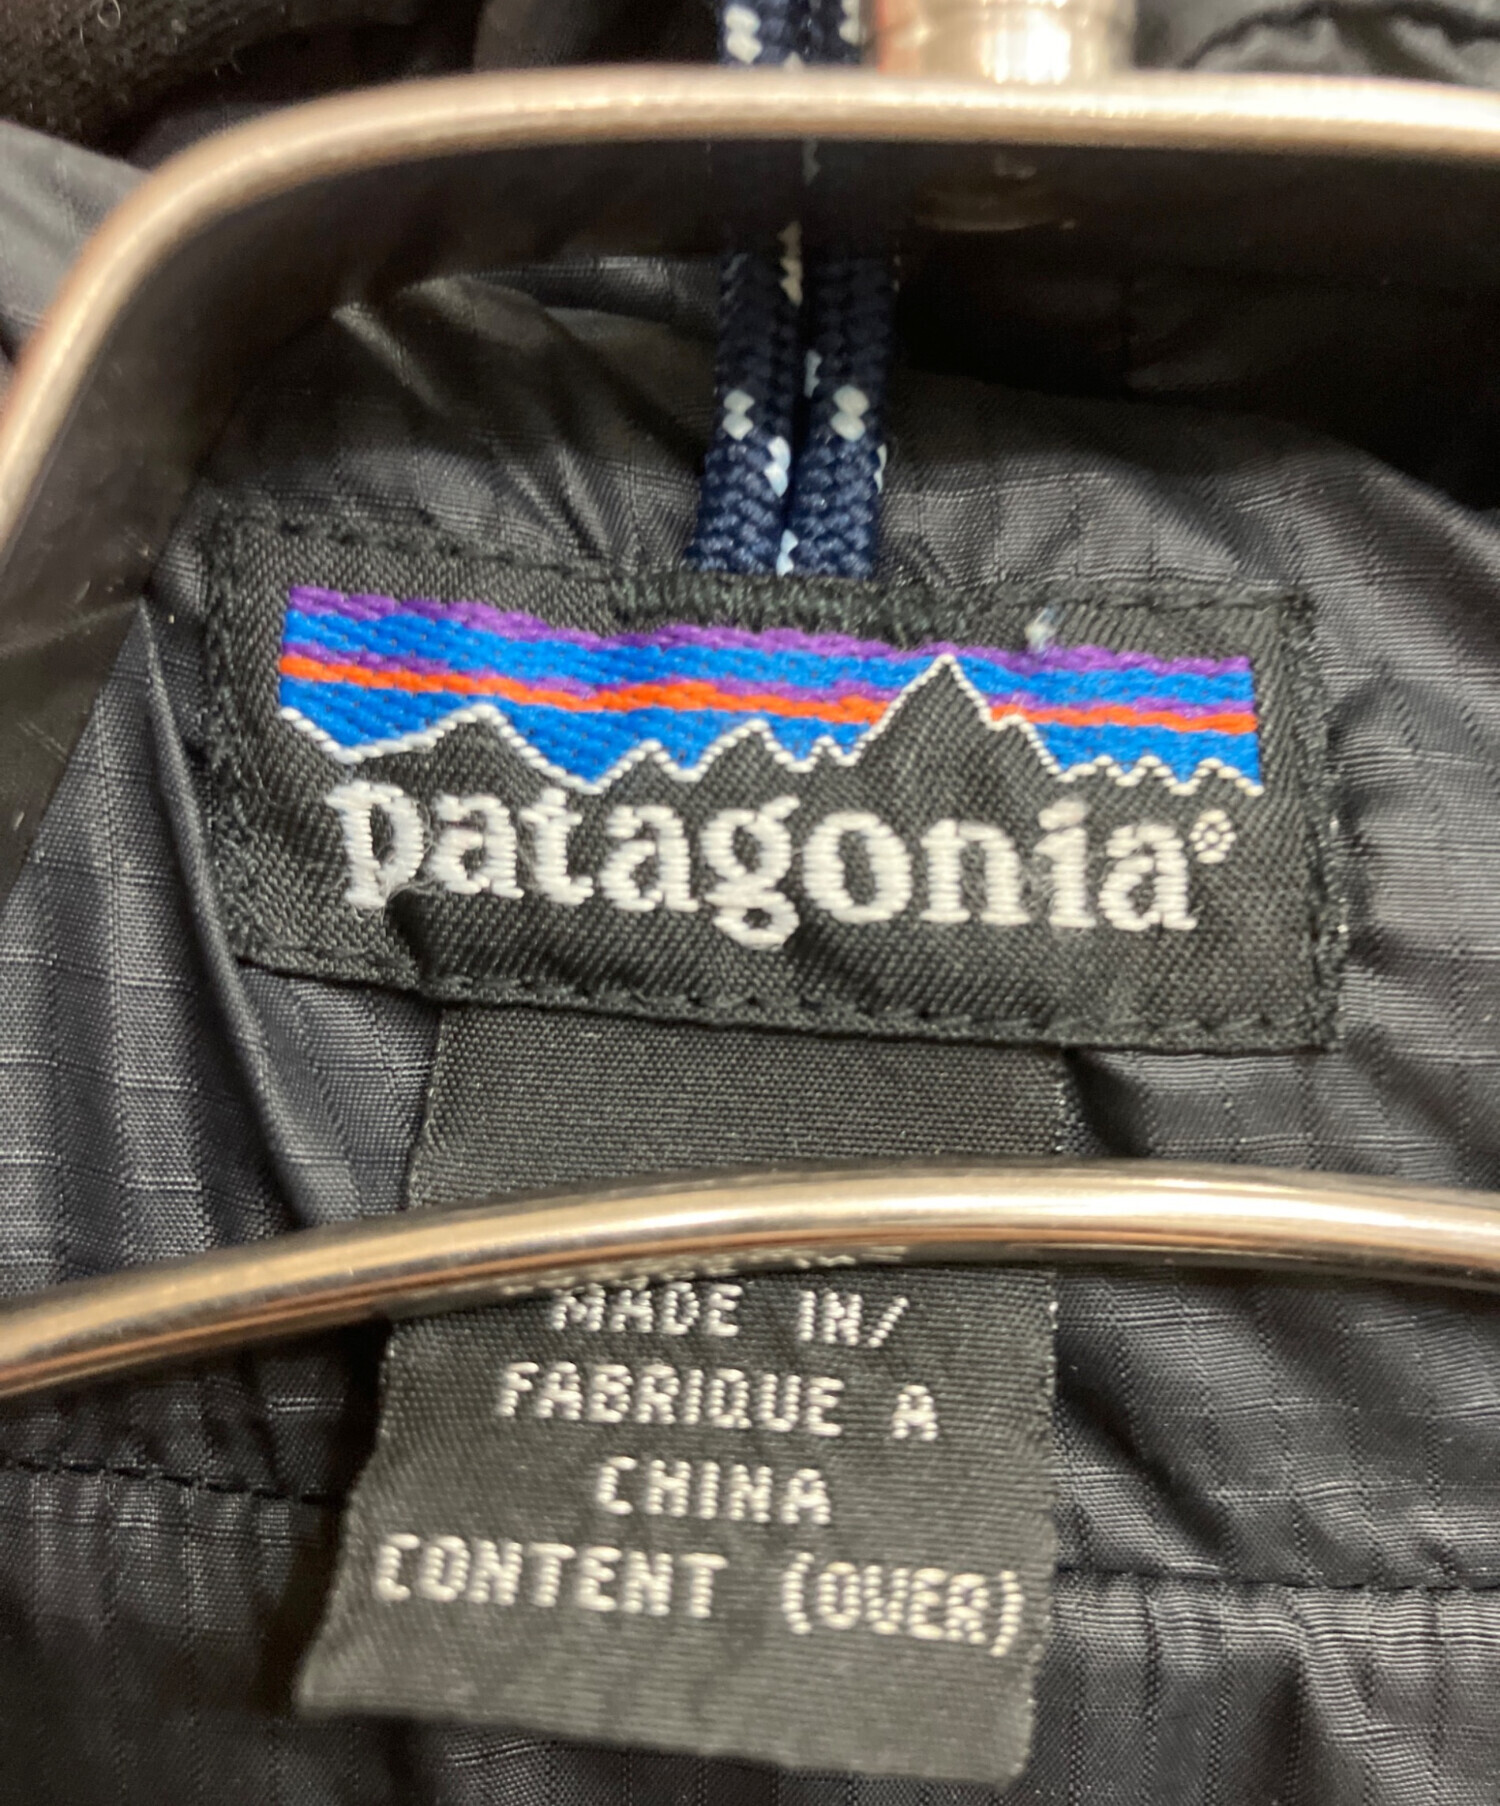 patagonia®
MADE IN/
FABRIQUE A
CHINA
CONTENT (OVER)